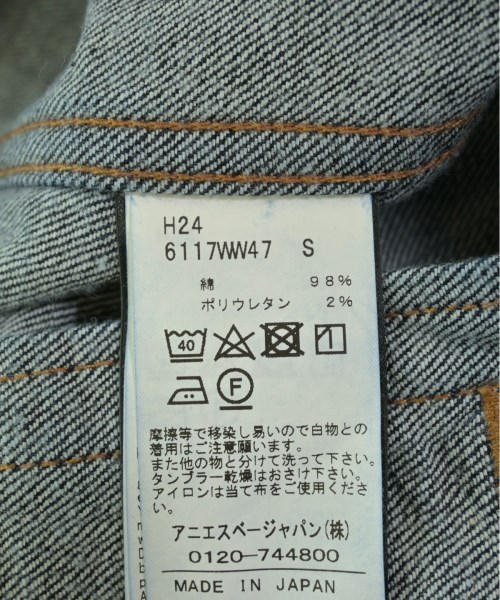 H24
6117WW47 S
綿 98%
ポリウレタン 2%
40
F
摩擦等で移染し易いので白物との
着用はご注意願います。
また他の物と分けて洗って下さい。
タンブラー乾燥はおさけ下さい。
アイロンは当て布をご使用くださ
い。
アニエスベージャパン(株)
0120-744800
MADE IN JAPAN